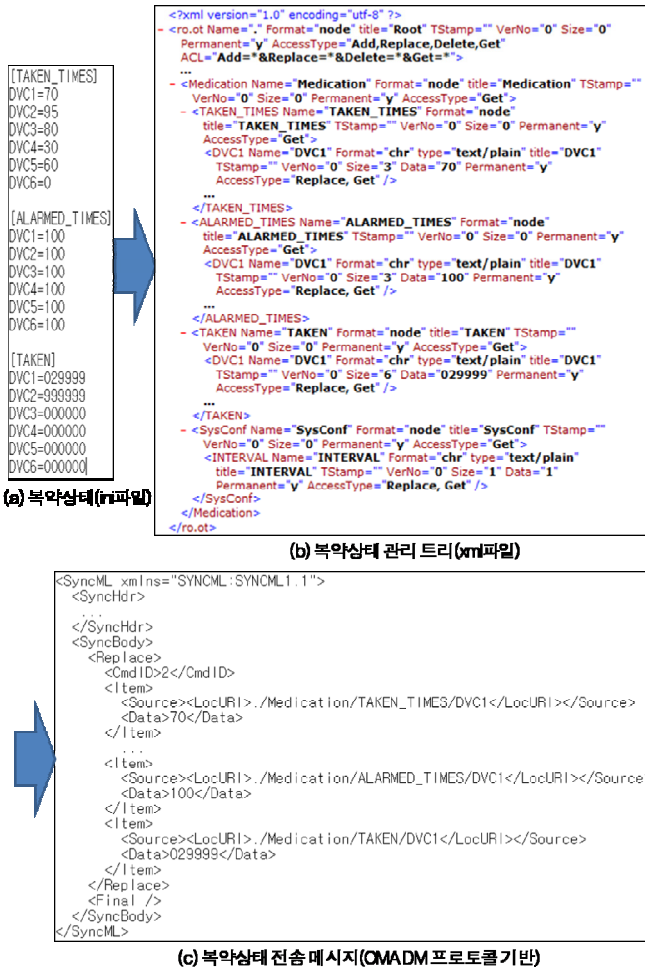 [TAKEN_TIMES]
DVC1=70
DVC2=95
DVC3=80
DVC4=30
DVC5=60
DVC6=0
[ALARMED_TIMES]
DVC1=100
DVC2=100
DVC3=100
DVC4=100
DVC5=100
DVC6=100
[TAKEN]
DVC1=029999
DVC2=999999
DVC3=000000
DVC4=000000
DVC5=000000
DVC6=000000
(a) 복약상태(ini파일)
<?xml version="1.0" encoding="utf-8" ?>
- <ro.ot Name="." Format="node" title="Root" TStamp="" VerNo="0" Size="0"
Permanent="y" AccessType="Add,Replace,Delete,Get"
ACL="Add=*&Replace=*&Delete=*&Get=*">
...
- <Medication Name="Medication" Format="node" title="Medication" TStamp=""
VerNo="0" Size="0" Permanent="y" AccessType="Get">
- <TAKEN_TIMES Name="TAKEN_TIMES" Format="node"
title="TAKEN_TIMES" TStamp="" VerNo="0" Size="0" Permanent="y"
AccessType="Get">
<DVC1 Name="DVC1" Format="chr" type="text/plain" title="DVC1"
TStamp="" VerNo="0" Size="3" Data="70" Permanent="y"
AccessType="Replace, Get" />
...
</TAKEN_TIMES>
- <ALARMED_TIMES Name="ALARMED_TIMES" Format="node"
title="ALARMED_TIMES" TStamp="" VerNo="0" Size="0" Permanent="y"
AccessType="Get">
<DVC1 Name="DVC1" Format="chr" type="text/plain" title="DVC1"
TStamp="" VerNo="0" Size="3" Data="100" Permanent="y"
AccessType="Replace, Get" />
...
</ALARMED_TIMES>
- <TAKEN Name="TAKEN" Format="node" title="TAKEN" TStamp=""
VerNo="0" Size="0" Permanent="y" AccessType="Get">
<DVC1 Name="DVC1" Format="chr" type="text/plain" title="DVC1"
TStamp="" VerNo="0" Size="6" Data="029999" Permanent="y"
AccessType="Replace, Get" />
...
</TAKEN>
- <SysConf Name="SysConf" Format="node" title="SysConf" TStamp=""
VerNo="0" Size="0" Permanent="y" AccessType="Get">
<INTERVAL Name="INTERVAL" Format="chr" type="text/plain"
title="INTERVAL" TStamp="" VerNo="0" Size="1" Data="1"
Permanent="y" AccessType="Replace, Get" />
</SysConf>
</Medication>
</ro.ot>
(b) 복약상태 관리 트리(xml파일)
<SyncML xmlns="SYNCML:SYNCML1.1">
<SyncHdr>
...
</SyncHdr>
<SyncBody>
<Replace>
<CmdID>2</CmdID>
<Item>
<Source><LocURI>./Medication/TAKEN_TIMES/DVC1</LocURI></Source>
<Data>70</Data>
</Item>
...
<Item>
<Source><LocURI>./Medication/ALARMED_TIMES/DVC1</LocURI></Source
<Data>100</Data>
</Item>
<Item>
<Source><LocURI>./Medication/TAKEN/DVC1</LocURI></Source>
<Data>029999</Data>
</Item>
</Replace>
<Final />
</SyncBody>
</SyncML>
(c) 복약상태 전송 메시지(OMA DM 프로토콜 기반)